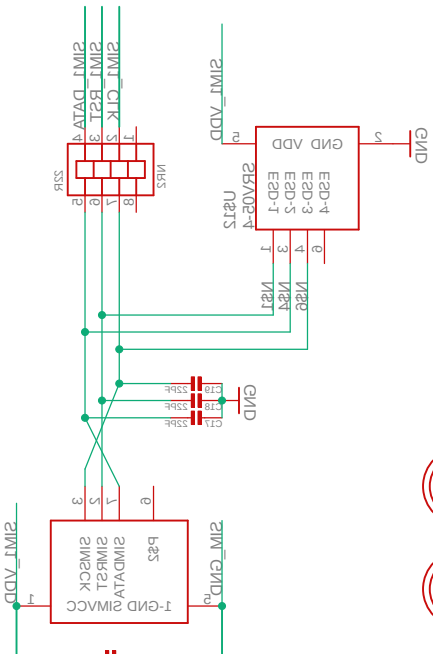 SIM1_DATA
SIM1_RST
SIM1_CLK
4
3
2
1
NR2
22R
5
6
7
8
SIM1_VDD
5
VDD
GND
2
GND
ESD-1
ESD-2
ESD-3
ESD-4
SRV05-4
U$12
1
3
4
6
N$1
N$4
N$6
22PF
C19
22PF
C18
22PF
C17
GND
SIM1_VDD
3
2
7
6
SIMSCK
SIMRST
SIMDATA
P$2
SIMVCC
1-GND
1
5
SIM_GND